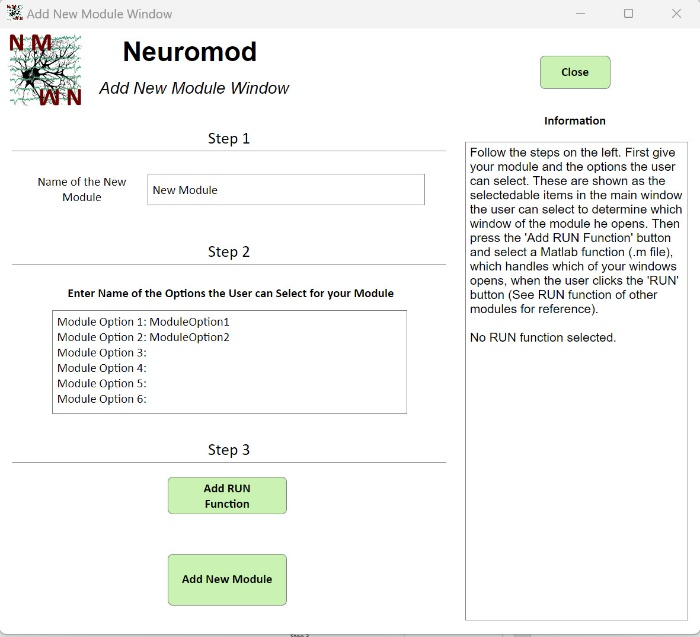 Add New Module Window
NM
WN
Neuromod
Add New Module Window
Close
Step 1
Name of the New
Module
New Module
Step 2
Enter Name of the Options the User can Select for your Module
Module Option 1: ModuleOption1
Module Option 2: ModuleOption2
Module Option 3:
Module Option 4:
Module Option 5:
Module Option 6:
Step 3
Add RUN
Function
Add New Module
Information
Follow the steps on the left. First give
your module and the options the user
can select. These are shown as the
selectedable items in the main window
the user can select to determine which
window of the module he opens. Then
press the 'Add RUN Function' button
and select a Matlab function (.m file),
which handles which of your windows
opens, when the user clicks the 'RUN'
button (See RUN function of other
modules for reference).
No RUN function selected.